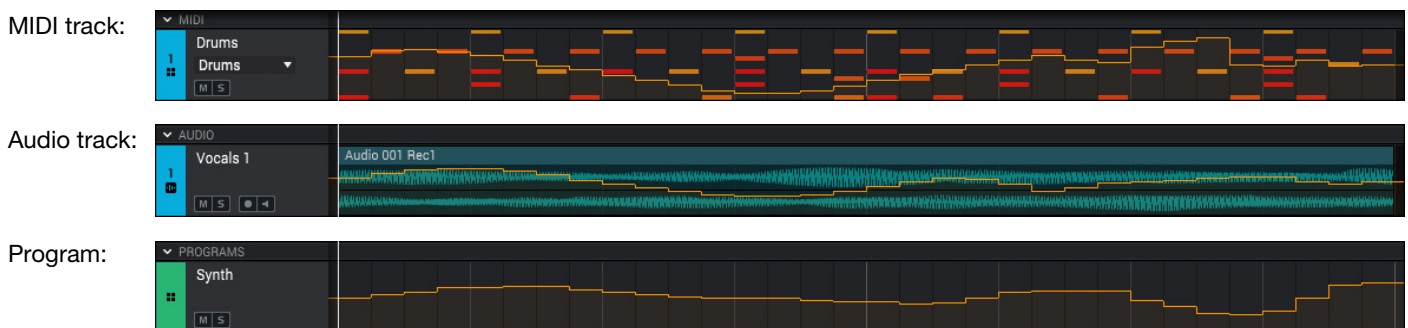 MIDI track:
MIDI
1
Drums
Drums
M S
Audio track:
AUDIO
1
Vocals 1
M S
Audio 001 Rec1
Program:
PROGRAMS
Synth
M S